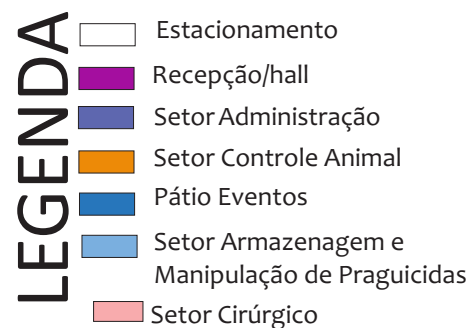 LEGENDA
Estacionamento
Recepção/hall
Setor Administração
Setor Controle Animal
Pátio Eventos
Setor Armazenagem e
Manipulação de Praguicidas
Setor Cirúrgico